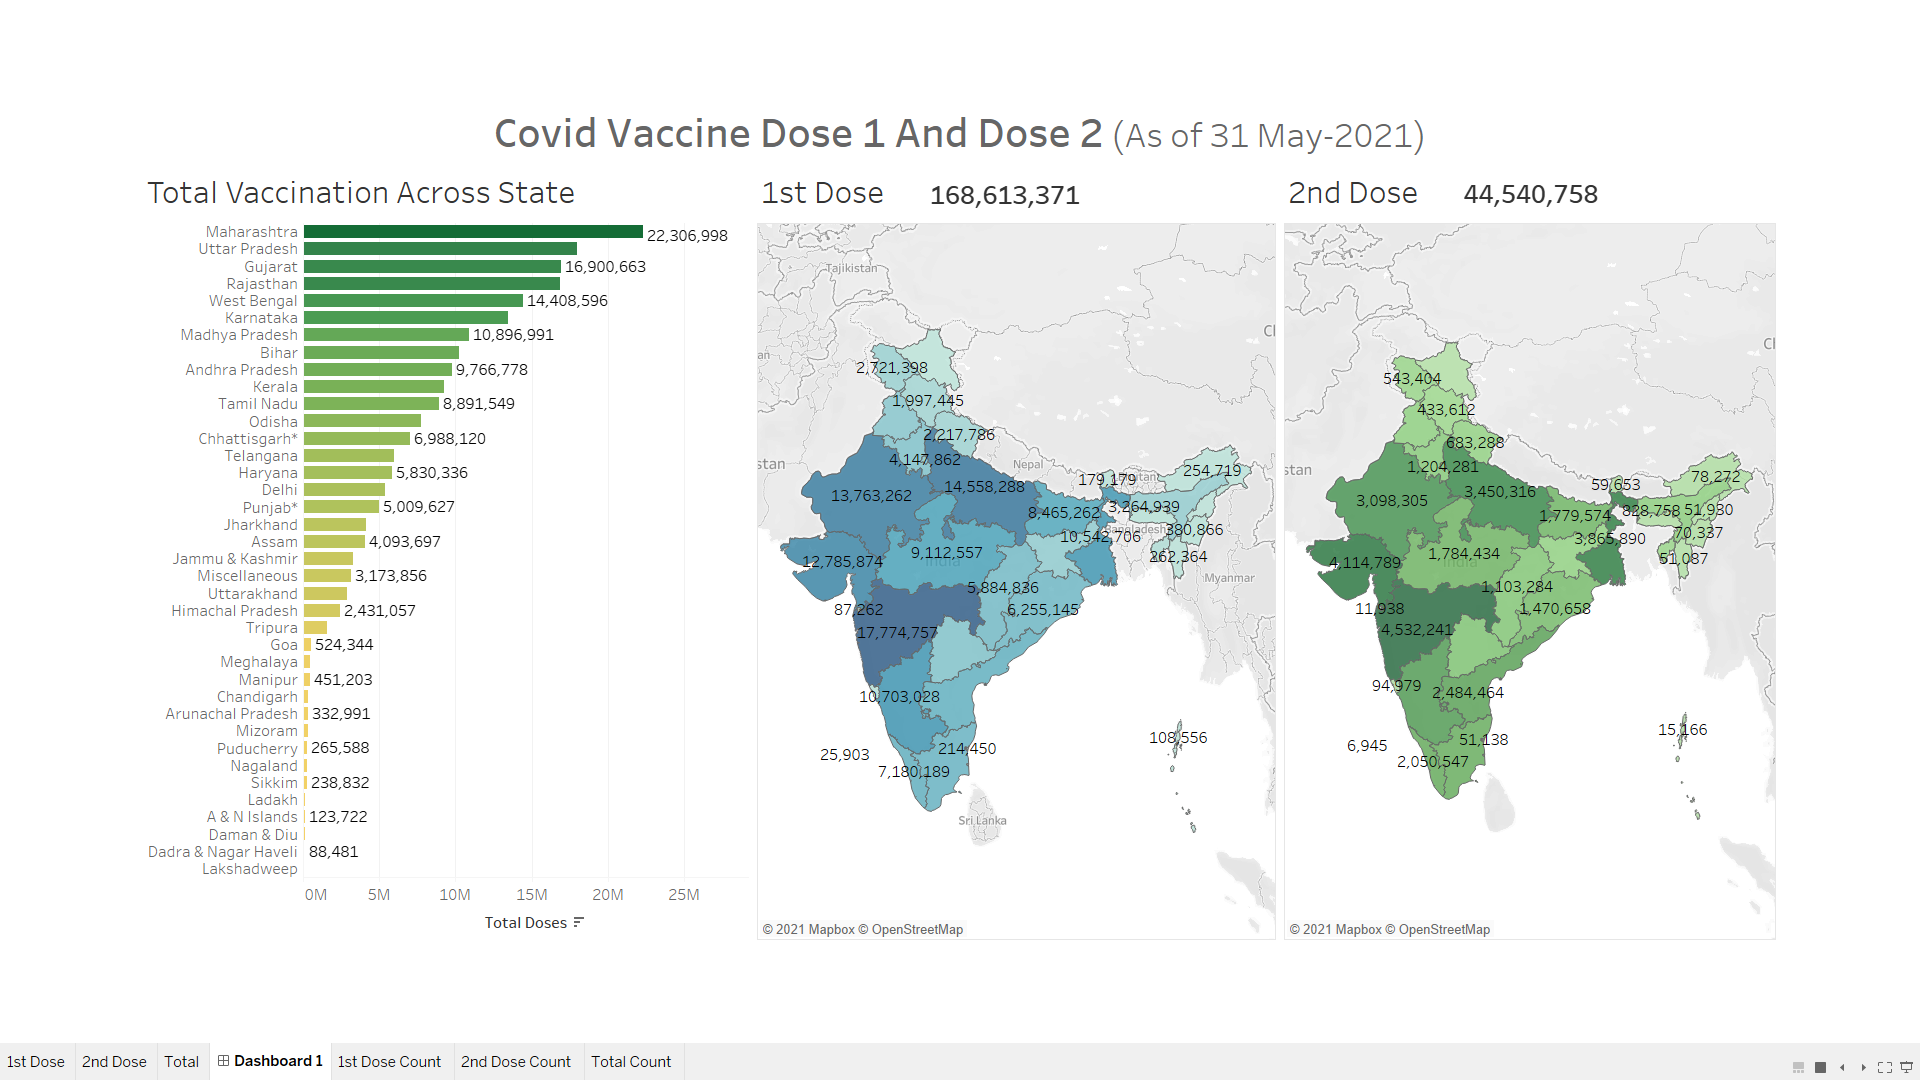 Covid Vaccine Dose 1 And Dose 2 (As of 31 May-2021)
Total Vaccination Across State
Maharashtra 22,306,998
Uttar Pradesh
Gujarat 16,900,663
Rajasthan
West Bengal 14,408,596
Karnataka
Madhya Pradesh 10,896,991
Bihar
Andhra Pradesh 9,766,778
Kerala
Tamil Nadu 8,891,549
Odisha
Chhattisgarh* 6,988,120
Telangana
Haryana 5,830,336
Delhi
Punjab* 5,009,627
Jharkhand
Assam 4,093,697
Jammu & Kashmir
Miscellaneous 3,173,856
Uttarakhand
Himachal Pradesh 2,431,057
Tripura
Goa 524,344
Meghalaya
Manipur 451,203
Chandigarh
Arunachal Pradesh 332,991
Mizoram
Puducherry 265,588
Nagaland
Sikkim 238,832
Ladakh
A & N Islands 123,722
Daman & Diu
Dadra & Nagar Haveli 88,481
Lakshadweep
0M 5M 10M 15M 20M 25M
Total Doses
1st Dose 168,613,371
Tajikistan
Cl
an
2,721,398
1,997,445
2,217,786
stan
4,147,862
Nepal
254,719
179,179
13,763,262
14,558,288
8,465,262
3,264,939
Bangladesh
380,866
10,542,706
9,112,557
India
262,364
12,785,874
Myanmar
5,884,836
87,262
6,255,145
17,774,757
10,703,028
108,556
25,903
214,450
7,180,189
Sri Lanka
© 2021 Mapbox © OpenStreetMap
2nd Dose 44,540,758
Cl
543,404
433,612
683,288
stan
1,204,281
78,272
59,653
3,098,305
3,450,316
1,779,574
828,758
51,930
70,337
3,865,890
1,784,434
India
51,087
4,114,789
1,103,284
11,938
1,470,658
4,532,241
94,979
2,484,464
15,166
6,945
51,138
2,050,547
© 2021 Mapbox © OpenStreetMap
1st Dose 2nd Dose Total Dashboard 1 1st Dose Count 2nd Dose Count Total Count